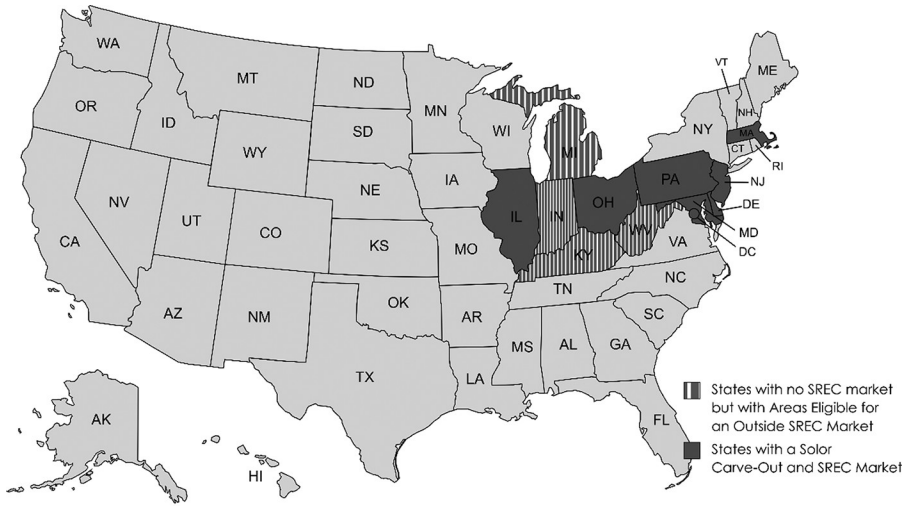 WA
OR
CA
NV
ID
MT
WY
UT
AZ
CO
NM
ND
SD
NE
KS
OK
TX
MN
IA
MO
AR
LA
WI
IL
MI
IN
OH
KY
WV
TN
MS
AL
GA
FL
SC
NC
VA
PA
NY
VT
NH
ME
MA
CT
RI
NJ
DE
MD
DC
AK
HI
States with no SREC market
but with Areas Eligible for
an Outside SREC Market
States with a Solor
Carve-Out and SREC Market